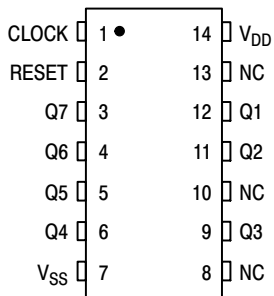 CLOCK 1 14 VDD
RESET 2 13 NC
Q7 3 12 Q1
Q6 4 11 Q2
Q5 5 10 NC
Q4 6 9 Q3
VSS 7 8 NC